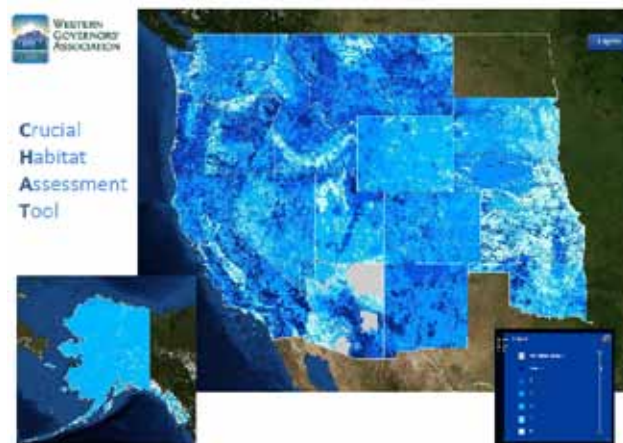 WESTERN
GOVERNORS'
ASSOCIATION
Crucial
Habitat
Assessment
Tool